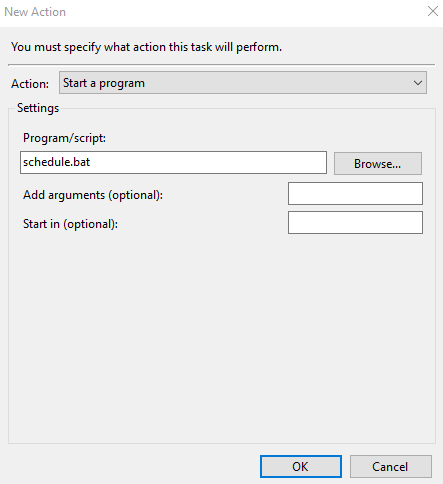 New Action
You must specify what action this task will perform.
Action: Start a program
Settings
Program/script:
schedule.bat Browse...
Add arguments (optional):
Start in (optional):
OK Cancel